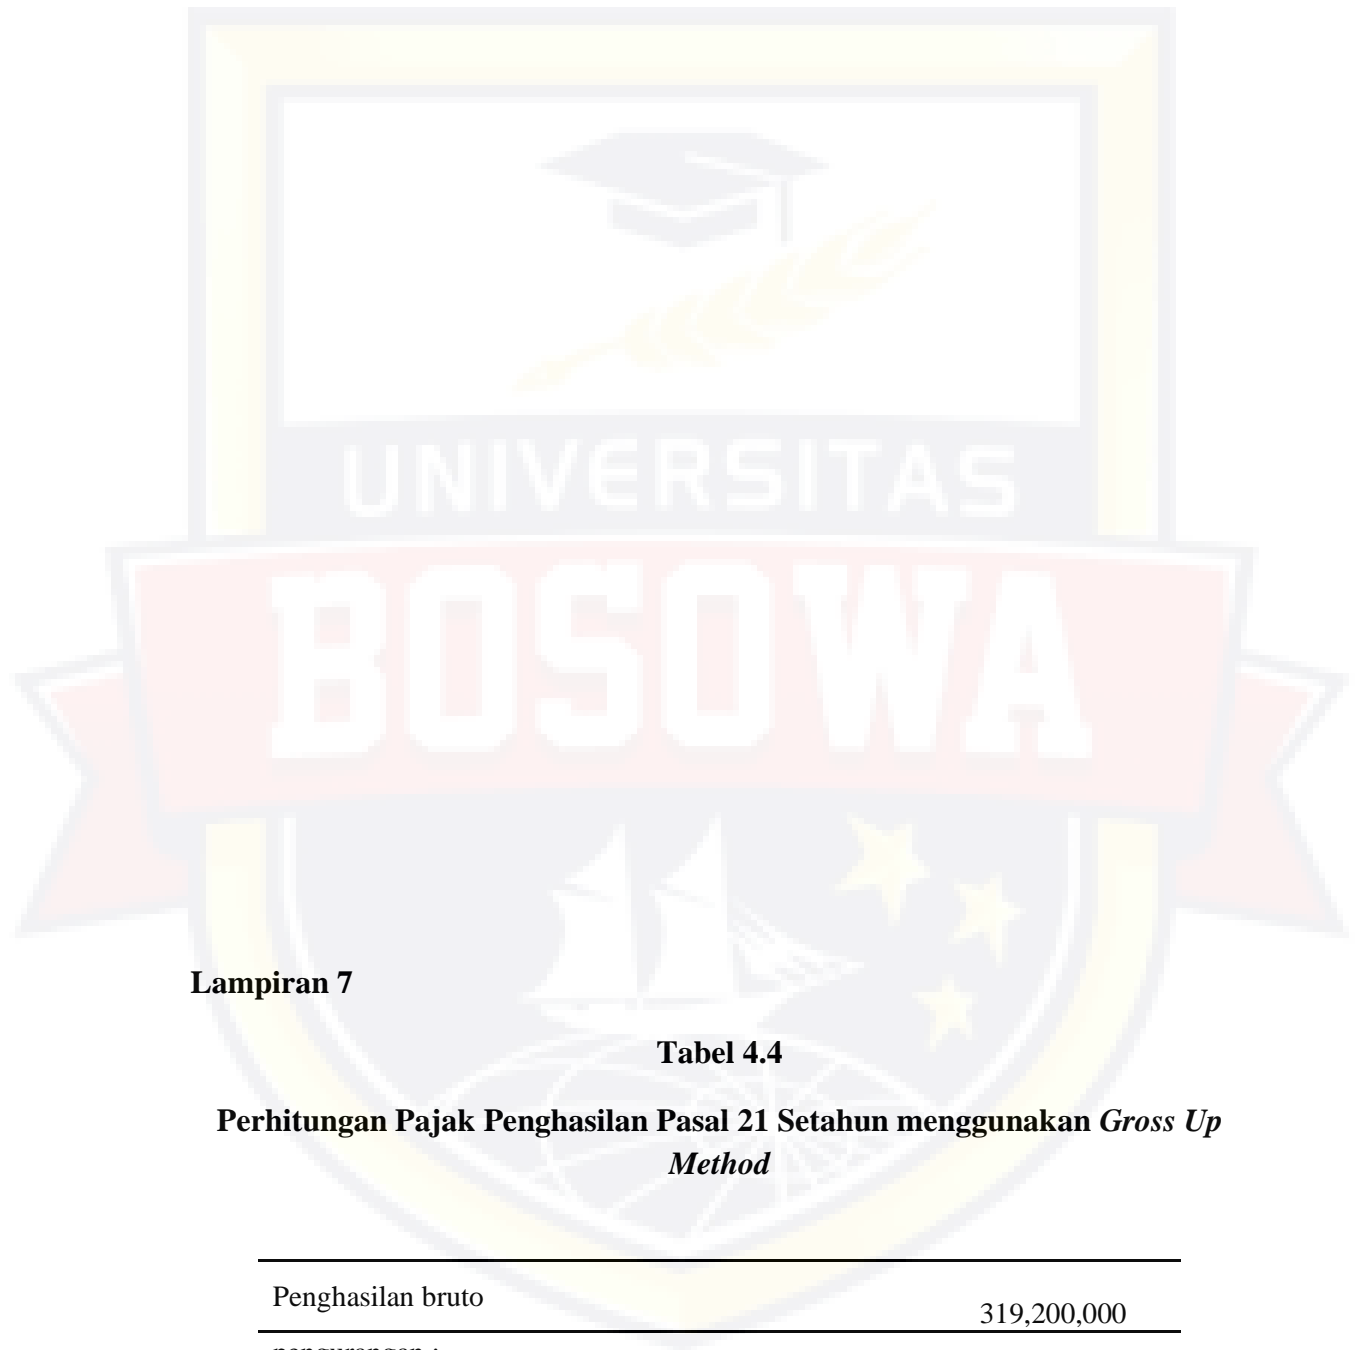 UNIVERSITAS
BOSOWA
Lampiran 7
Tabel 4.4
Perhitungan Pajak Penghasilan Pasal 21 Setahun menggunakan Gross Up
Method
Penghasilan bruto 319,200,000
pengurangan :